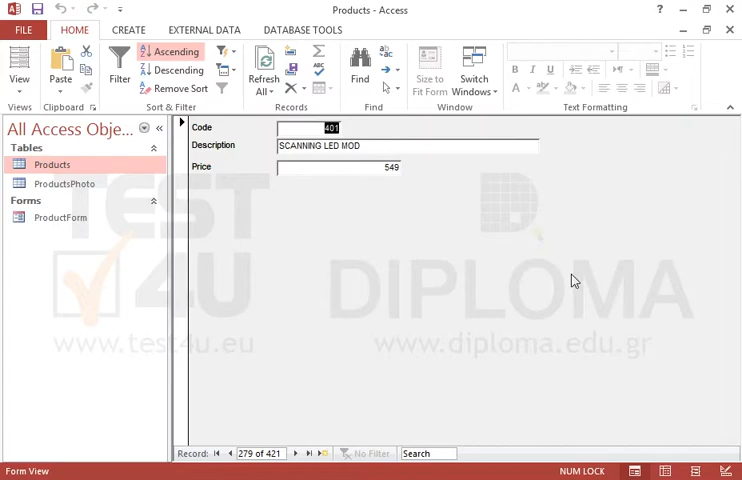 Products - Access
FILE HOME CREATE EXTERNAL DATA DATABASE TOOLS
View
Views
Paste
Clipboard
Filter
Ascending
Descending
Remove Sort
Sort & Filter
Refresh All
Records
Find
Find
Size to Fit Form
Switch Windows
Window
B I U
A
Text Formatting
All Access Obje...
Tables
Products
ProductsPhoto
Forms
ProductForm
Code 401
Description SCANNING LED MOD
Price 549
TEST 4U
www.test4u.eu
DIPLOMA
www.diploma.edu.gr
Record: 279 of 421 No Filter Search
Form View NUM LOCK